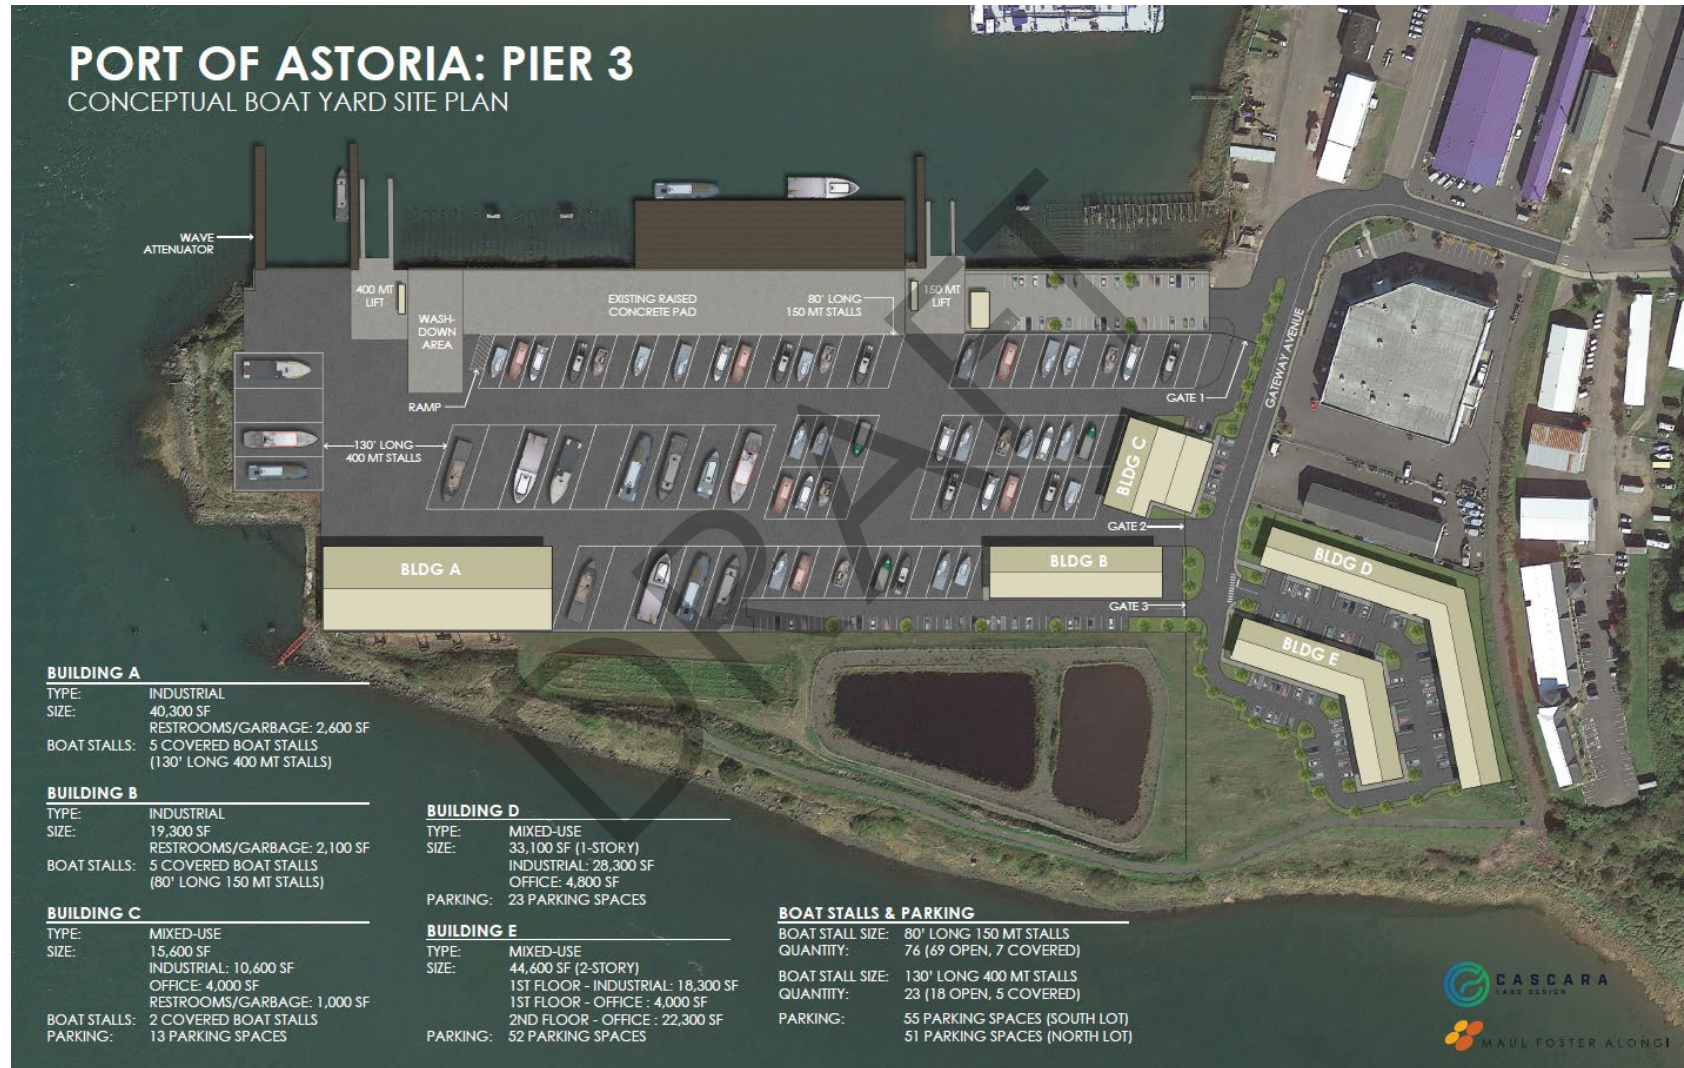 PORT OF ASTORIA: PIER 3
CONCEPTUAL BOAT YARD SITE PLAN
WAVE
ATTENUATOR
400 MT
LIFT
WASH-
DOWN
AREA
EXISTING RAISED
CONCRETE PAD
80' LONG
150 MT STALLS
150 MT
LIFT
RAMP
GATE 1
GATEWAY AVENUE
130' LONG
400 MT STALLS
BLDG C
GATE 2
BLDG A
BLDG B
BLDG D
GATE 3
BLDG E
DRAFT
BUILDING A
TYPE: INDUSTRIAL
SIZE: 40,300 SF
RESTROOMS/GARBAGE: 2,600 SF
BOAT STALLS: 5 COVERED BOAT STALLS
(130' LONG 400 MT STALLS)
BUILDING B
TYPE: INDUSTRIAL
SIZE: 19,300 SF
RESTROOMS/GARBAGE: 2,100 SF
BOAT STALLS: 5 COVERED BOAT STALLS
(80' LONG 150 MT STALLS)
BUILDING C
TYPE: MIXED-USE
SIZE: 15,600 SF
INDUSTRIAL: 10,600 SF
OFFICE: 4,000 SF
RESTROOMS/GARBAGE: 1,000 SF
BOAT STALLS: 2 COVERED BOAT STALLS
PARKING: 13 PARKING SPACES
BUILDING D
TYPE: MIXED-USE
SIZE: 33,100 SF (1-STORY)
INDUSTRIAL: 28,300 SF
OFFICE: 4,800 SF
PARKING: 23 PARKING SPACES
BUILDING E
TYPE: MIXED-USE
SIZE: 44,600 SF (2-STORY)
1ST FLOOR - INDUSTRIAL: 18,300 SF
1ST FLOOR - OFFICE : 4,000 SF
2ND FLOOR - OFFICE : 22,300 SF
PARKING: 52 PARKING SPACES
BOAT STALLS & PARKING
BOAT STALL SIZE: 80' LONG 150 MT STALLS
QUANTITY: 76 (69 OPEN, 7 COVERED)
BOAT STALL SIZE: 130' LONG 400 MT STALLS
QUANTITY: 23 (18 OPEN, 5 COVERED)
PARKING: 55 PARKING SPACES (SOUTH LOT)
51 PARKING SPACES (NORTH LOT)
CASCARA
LAND DESIGN
MAUL FOSTER ALONGI